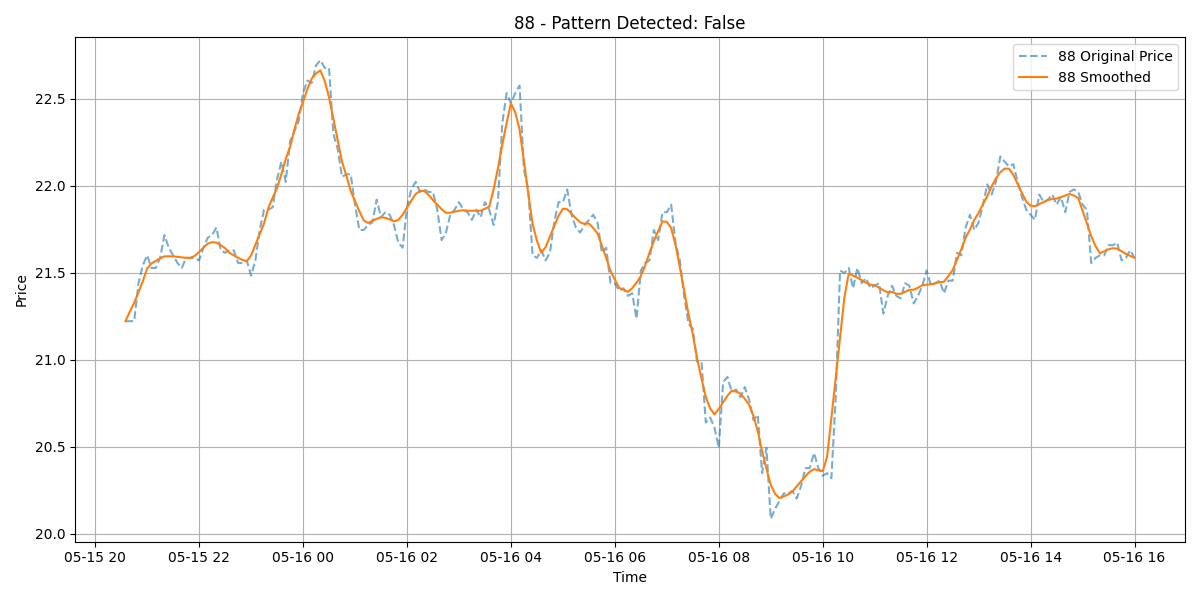 88 - Pattern Detected: False
88 Original Price
88 Smoothed
Price
22.5
22.0
21.5
21.0
20.5
20.0
05-15 20 05-15 22 05-16 00 05-16 02 05-16 04 05-16 06 05-16 08 05-16 10 05-16 12 05-16 14 05-16 16
Time